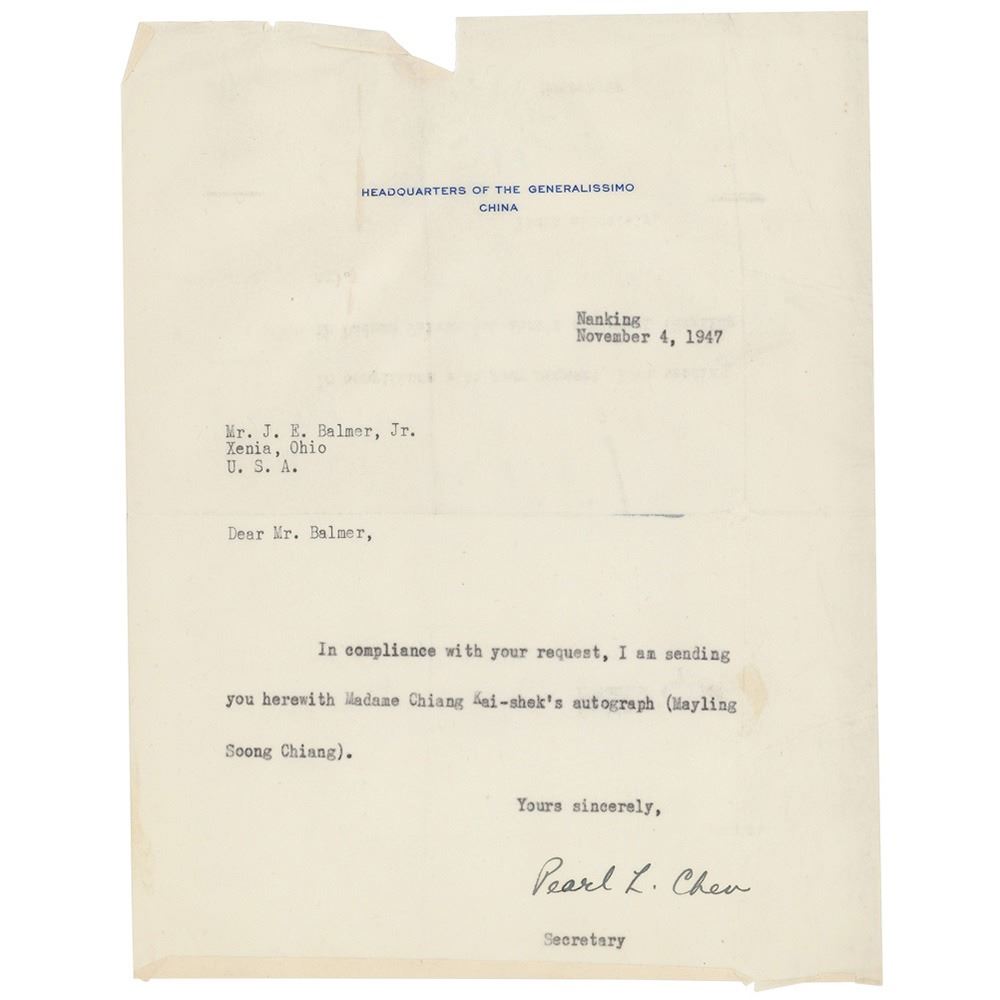 HEADQUARTERS OF THE GENERALISSIMO
CHINA
Nanking
November 4, 1947
Mr. J. E. Balmer, Jr.
Xenia, Ohio
U. S. A.
Dear Mr. Balmer,
In compliance with your request, I am sending
you herewith Madame Chiang Kai-shek's autograph (Mayling
Soong Chiang).
Yours sincerely,
Pearl L. Chen
Secretary